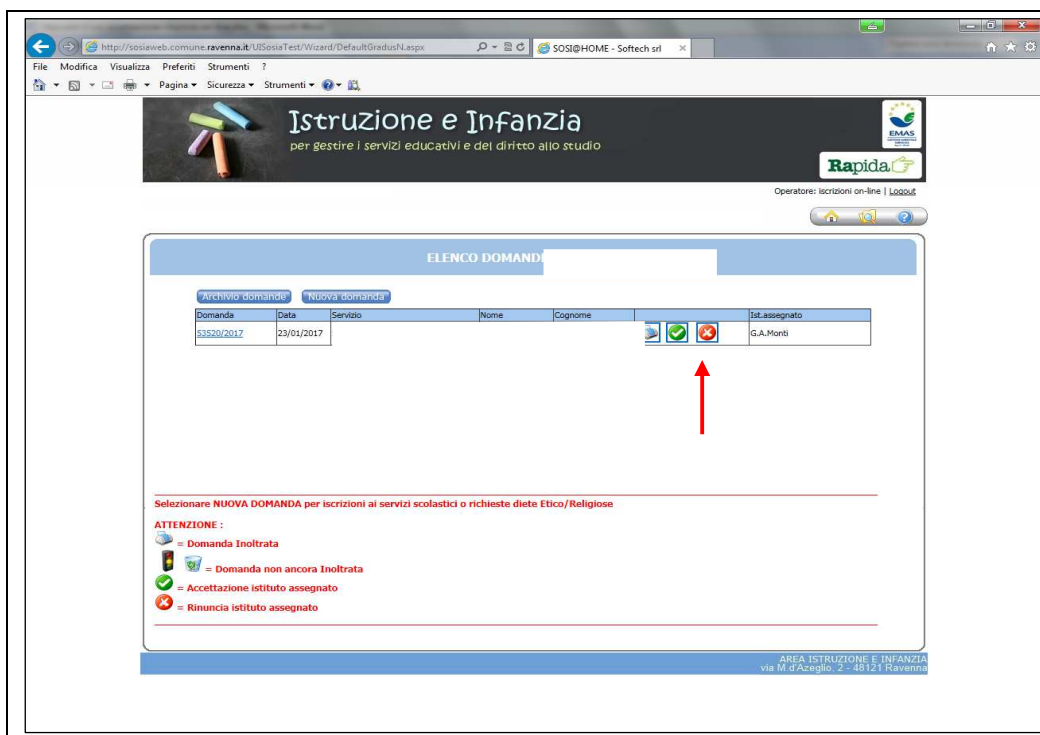 http://sosiaweb.comune.ravenna.it/UISosiaTest/Wizard/DefaultGradusN.aspx
SOSI@HOME - Softech srl
File Modifica Visualizza Preferiti Strumenti ?
Pagina Sicurezza Strumenti
Istruzione e Infanzia
per gestire i servizi educativi e del diritto allo studio
EMAS
Rapida
Operatore: iscrizioni on-line | Logout
ELENCO DOMAND
Archivio domande Nuova domanda
Domanda Data Servizio Nome Cognome Ist.assegnato
53520/2017 23/01/2017 G.A.Monti
Selezionare NUOVA DOMANDA per iscrizioni ai servizi scolastici o richieste diete Etico/Religiose
ATTENZIONE :
= Domanda Inoltrata
= Domanda non ancora Inoltrata
= Accettazione istituto assegnato
= Rinuncia istituto assegnato
AREA ISTRUZIONE E INFANZIA
via M d'Azeglio, 2 - 48121 Ravenna